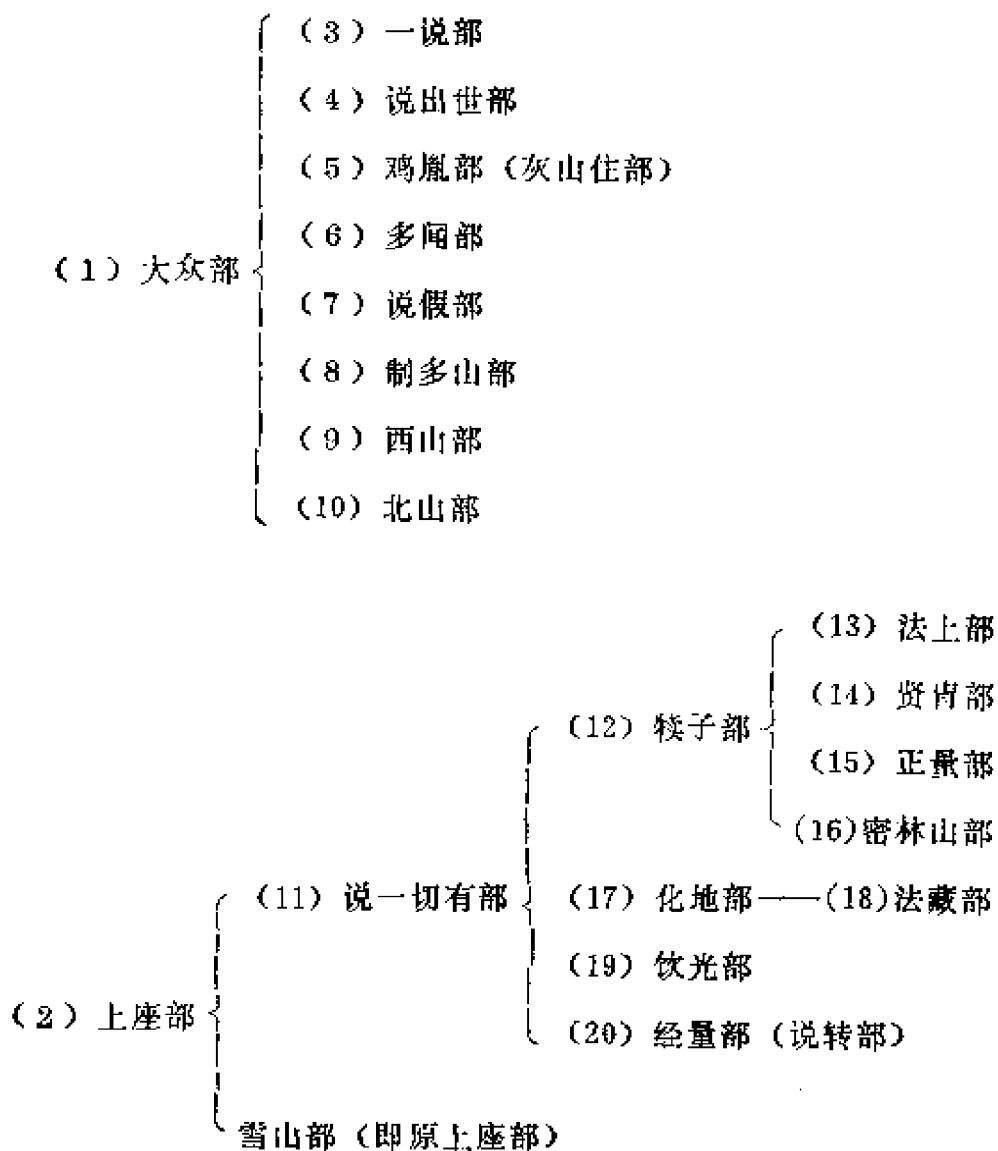 (3) 一说部
(4) 说出世部
(5) 鸡胤部 (灰山住部)
(6) 多闻部
(1) 大众部
(7) 说假部
(8) 制多山部
(9) 西山部
(10) 北山部
(13) 法上部
(14) 贤胄部
(12) 犊子部
(15) 正量部
(16)密林山部
(11) 说一切有部
(17) 化地部——(18)法藏部
(19) 饮光部
(2) 上座部
(20) 经量部 (说转部)
雪山部 (即原上座部)